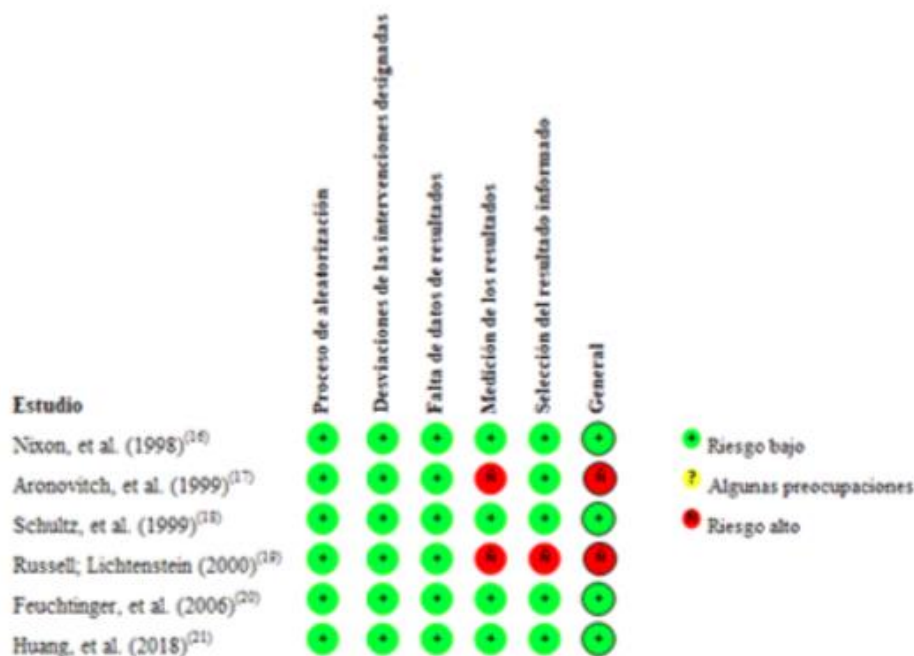 Proceso de aleatorización
Desviaciones de las intervenciones designadas
Falta de datos de resultados
Medición de los resultados
Selección del resultado informado
General
Estudio
Nixon, et al. (1998)(16)
Aronovitch, et al. (1999)(17)
Schultz, et al. (1999)(18)
Russell; Lichtenstein (2000)(19)
Feuchtinger, et al. (2006)(20)
Huang, et al. (2018)(21)
+ Riesgo bajo
? Algunas preocupaciones
Riesgo alto